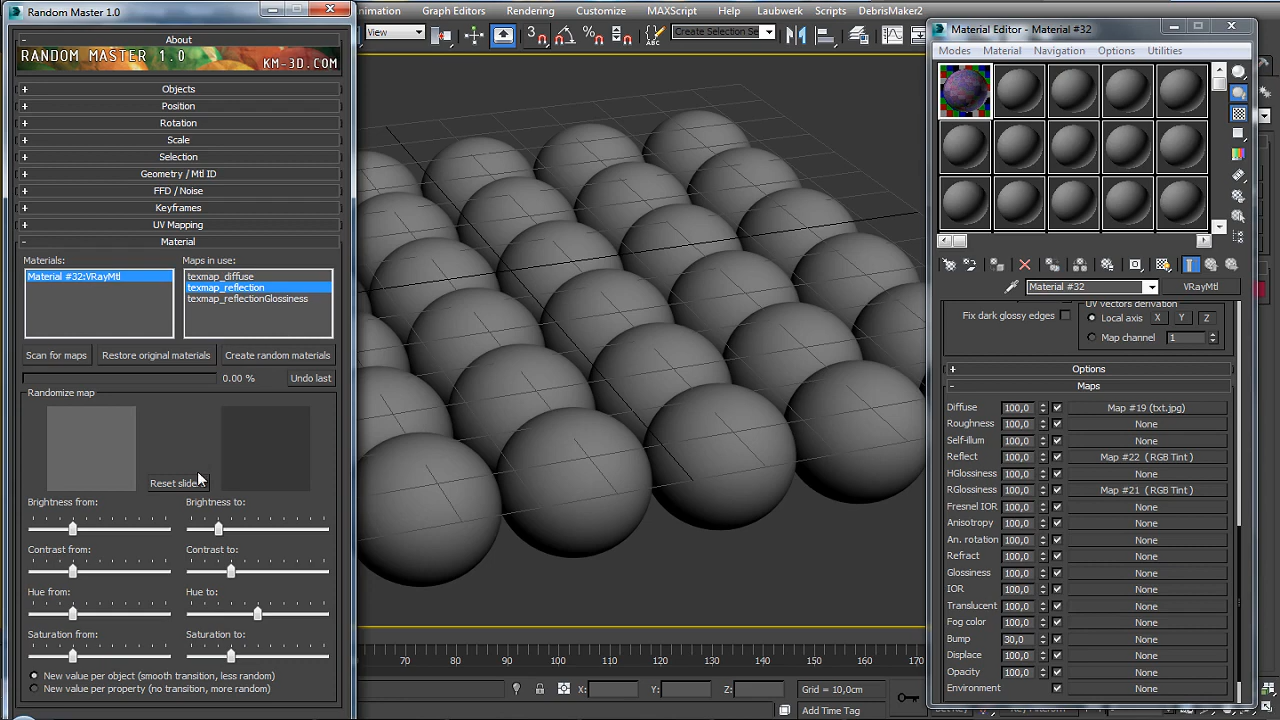 Random Master 1.0
About
RANDOM MASTER 1.0
KM-3D.COM
Objects
Position
Rotation
Scale
Selection
Geometry / Mtl ID
FFD / Noise
Keyframes
UV Mapping
Material
Materials:
Maps in use:
Material #32:VRayMtl
texmap_diffuse
texmap_reflection
texmap_reflectionGlossiness
Scan for maps
Restore original materials
Create random materials
0.00 %
Undo last
Randomize map
Brightness from:
Brightness to:
Contrast from:
Contrast to:
Hue from:
Hue to:
Saturation from:
Saturation to:
New value per object (smooth transition, less random)
New value per property (no transition, more random)
Animation
Graph Editors
Rendering
Customize
MAXScript
Help
Laubwerk
Scripts
DebrisMaker2
View
Create Selection Se
70
80
90
100
110
120
130
140
150
160
170
X:
Y:
Z:
Grid = 10,0cm
Add Time Tag
Material Editor - Material #32
Modes
Material
Navigation
Options
Utilities
Material #32
VRayMtl
Fix dark glossy edges
UV vectors derivation
Local axis
X
Y
Z
Map channel
1
Options
Maps
Diffuse 100,0 Map #19 (txt.jpg)
Roughness 100,0 None
Self-illum 100,0 None
Reflect 100,0 Map #22 ( RGB Tint )
HGlossiness 100,0 None
RGlossiness 100,0 Map #21 ( RGB Tint )
Fresnel IOR 100,0 None
Anisotropy 100,0 None
An. rotation 100,0 None
Refract 100,0 None
Glossiness 100,0 None
IOR 100,0 None
Translucent 100,0 None
Fog color 100,0 None
Bump 30,0 None
Displace 100,0 None
Opacity 100,0 None
Environment None